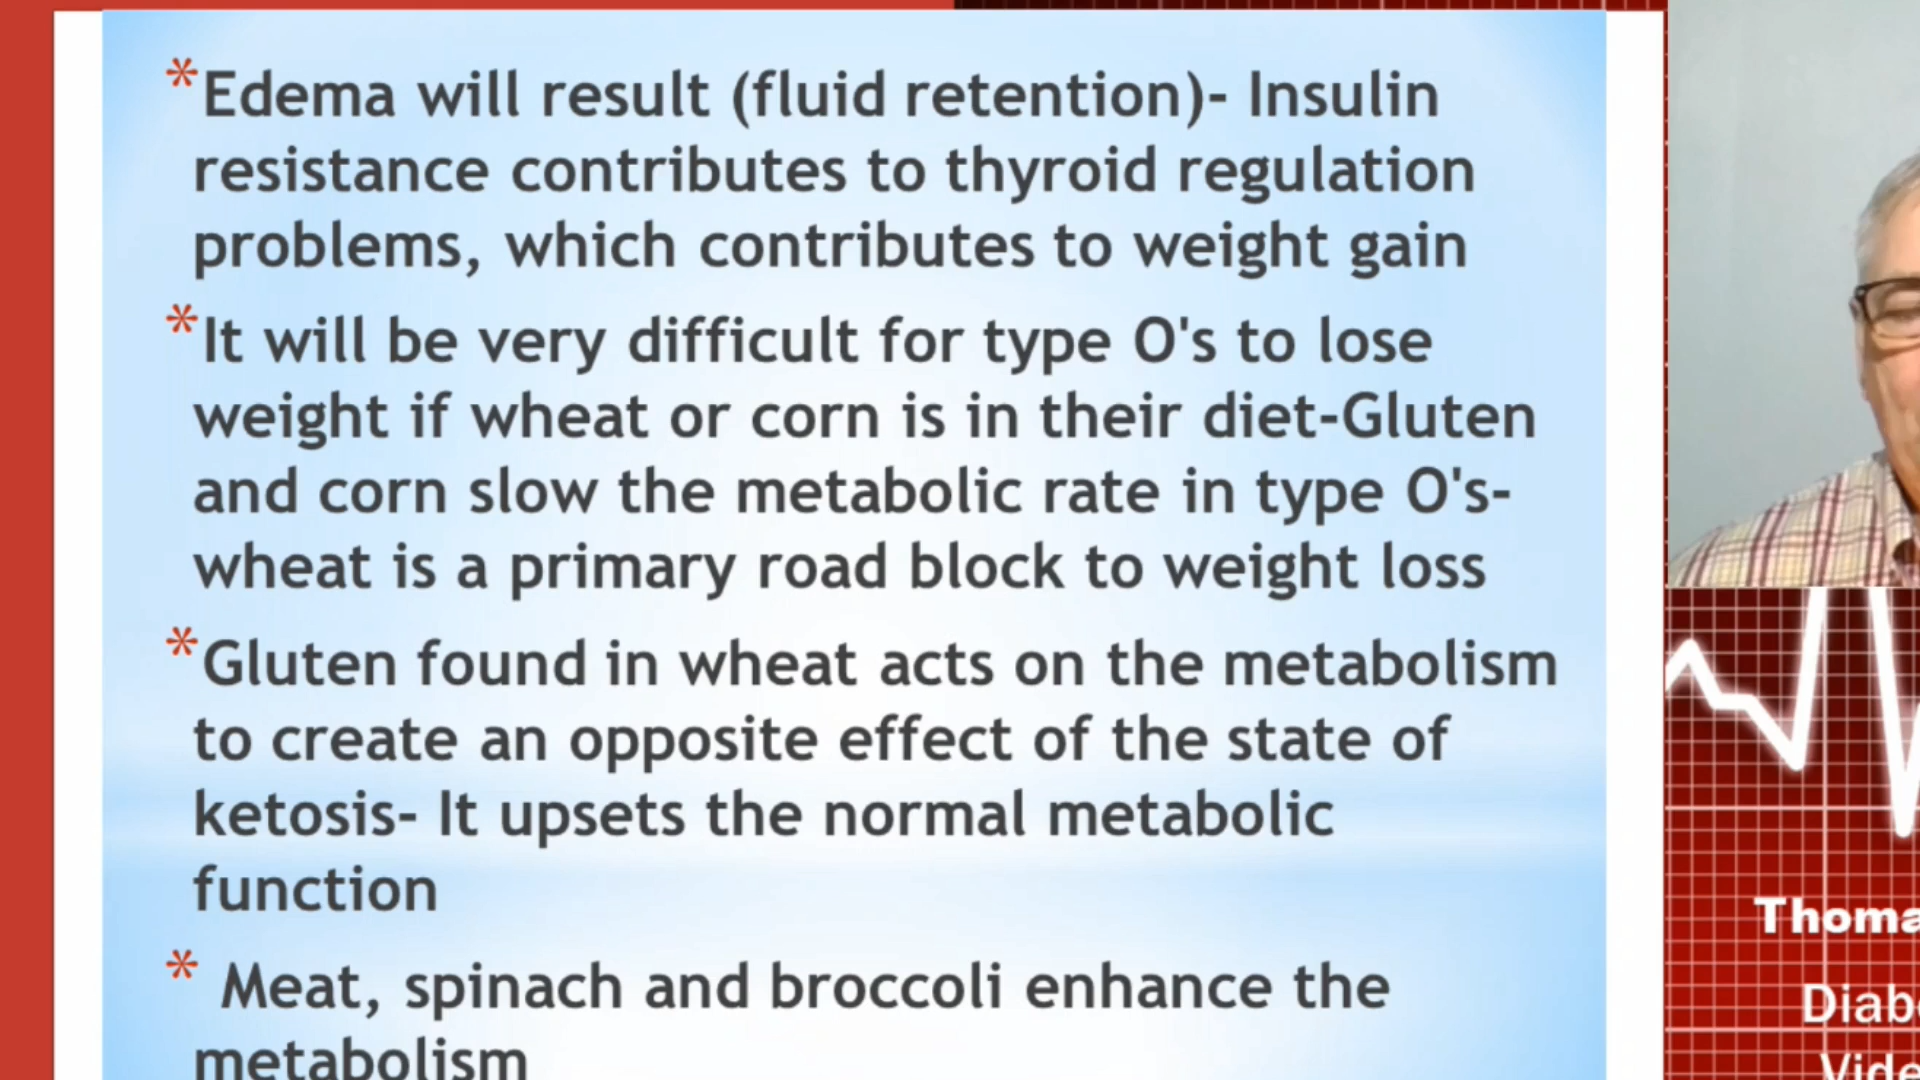 *Edema will result (fluid retention)- Insulin
resistance contributes to thyroid regulation
problems, which contributes to weight gain
*It will be very difficult for type O's to lose
weight if wheat or corn is in their diet-Gluten
and corn slow the metabolic rate in type O's-
wheat is a primary road block to weight loss
*Gluten found in wheat acts on the metabolism
to create an opposite effect of the state of
ketosis- It upsets the normal metabolic
function
* Meat, spinach and broccoli enhance the
metabolism